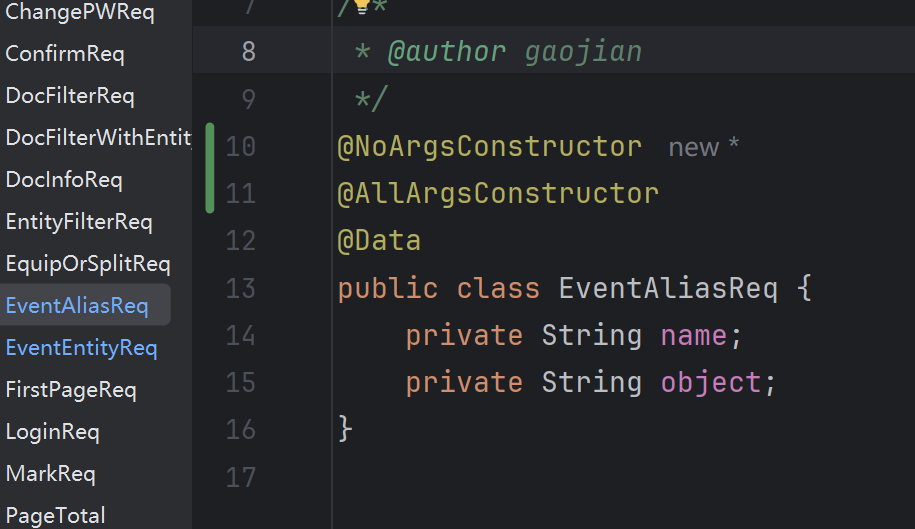 ChangePWReq
ConfirmReq
DocFilterReq
DocFilterWithEntit
DocInfoReq
EntityFilterReq
EquipOrSplitReq
EventAliasReq
EventEntityReq
FirstPageReq
LoginReq
MarkReq
PageTotal
7 /**
8 * @author gaojian
9 */
10 @NoArgsConstructor new *
11 @AllArgsConstructor
12 @Data
13 public class EventAliasReq {
14 private String name;
15 private String object;
16 }
17